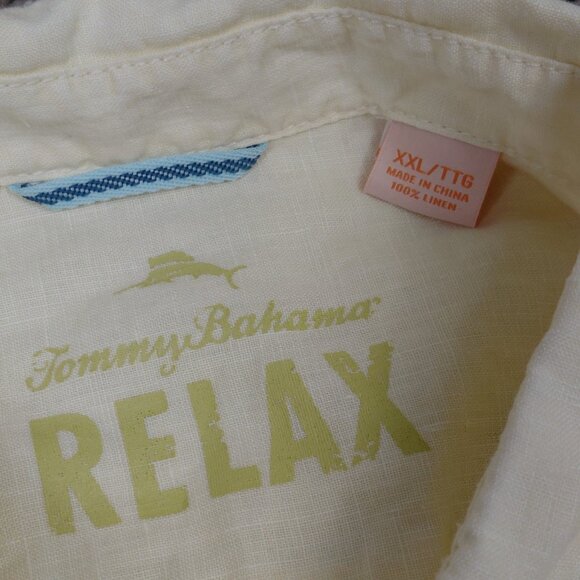 XXL/TTG
MADE IN CHINA
100% LINEN
Tommy Bahama
RELAX